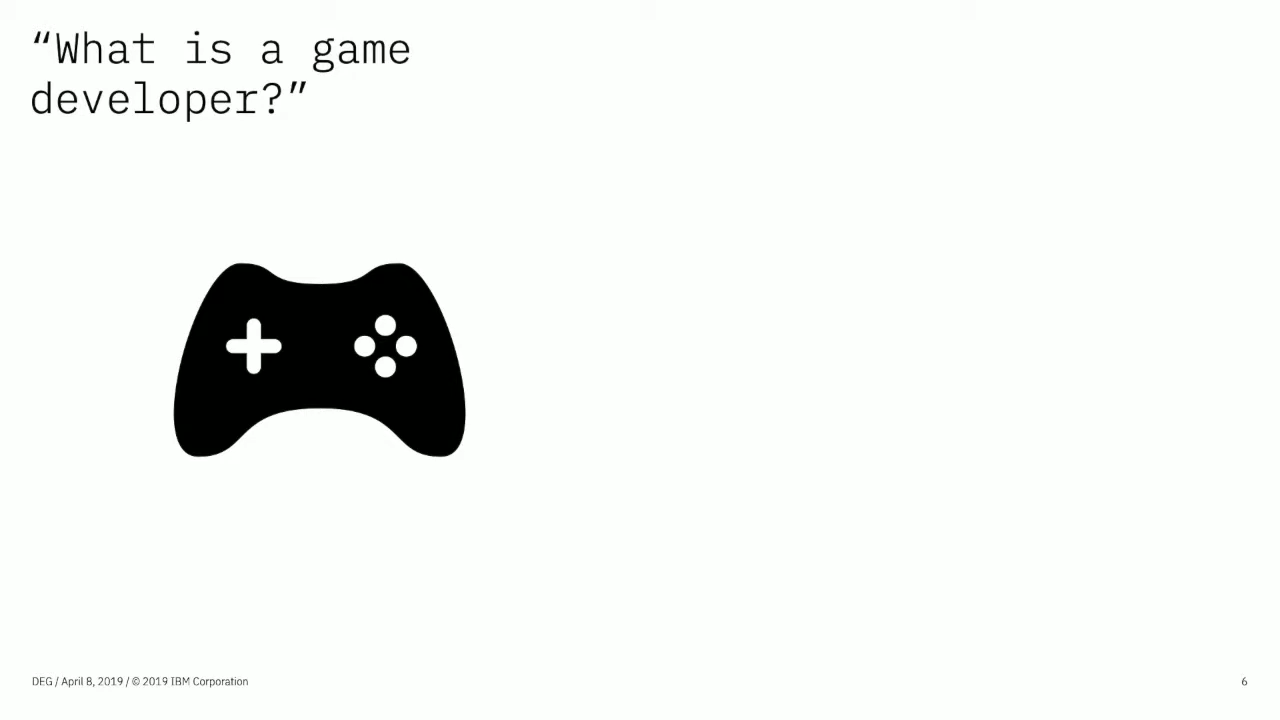 “What is a game
developer?”
DEG / April 8, 2019 / © 2019 IBM Corporation
6